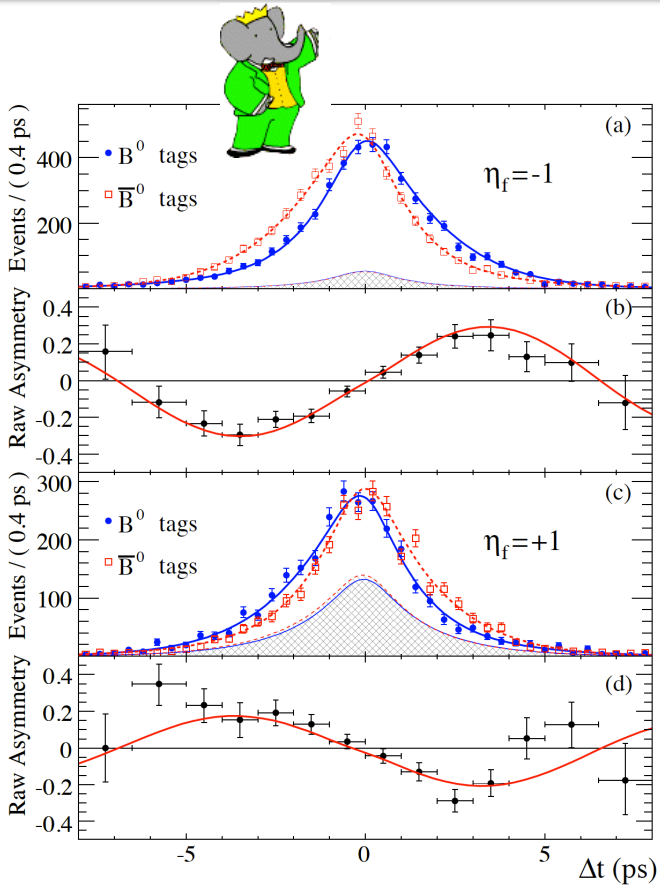 (a)
B⁰ tags
B̅⁰ tags
η_f=-1
Events / ( 0.4 ps )
400
200
(b)
Raw Asymmetry
0.4
0.2
0
-0.2
-0.4
(c)
B⁰ tags
B̅⁰ tags
η_f=+1
Events / ( 0.4 ps )
300
200
100
(d)
Raw Asymmetry
0.4
0.2
0
-0.2
-0.4
-5 0 5
Δt (ps)